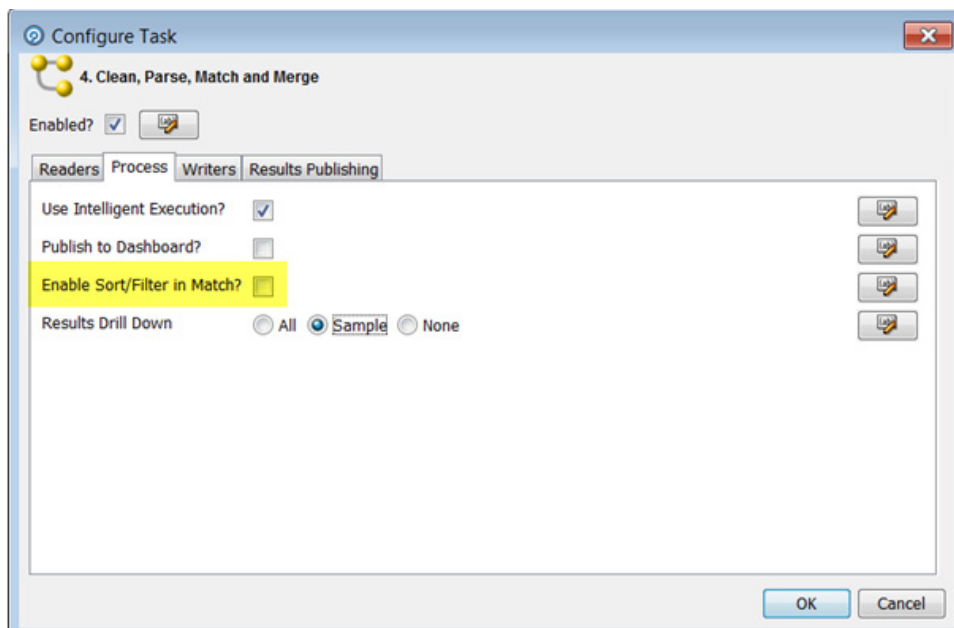 Configure Task
4. Clean, Parse, Match and Merge
Enabled?
Readers Process Writers Results Publishing
Use Intelligent Execution?
Publish to Dashboard?
Enable Sort/Filter in Match?
Results Drill Down All Sample None
OK Cancel